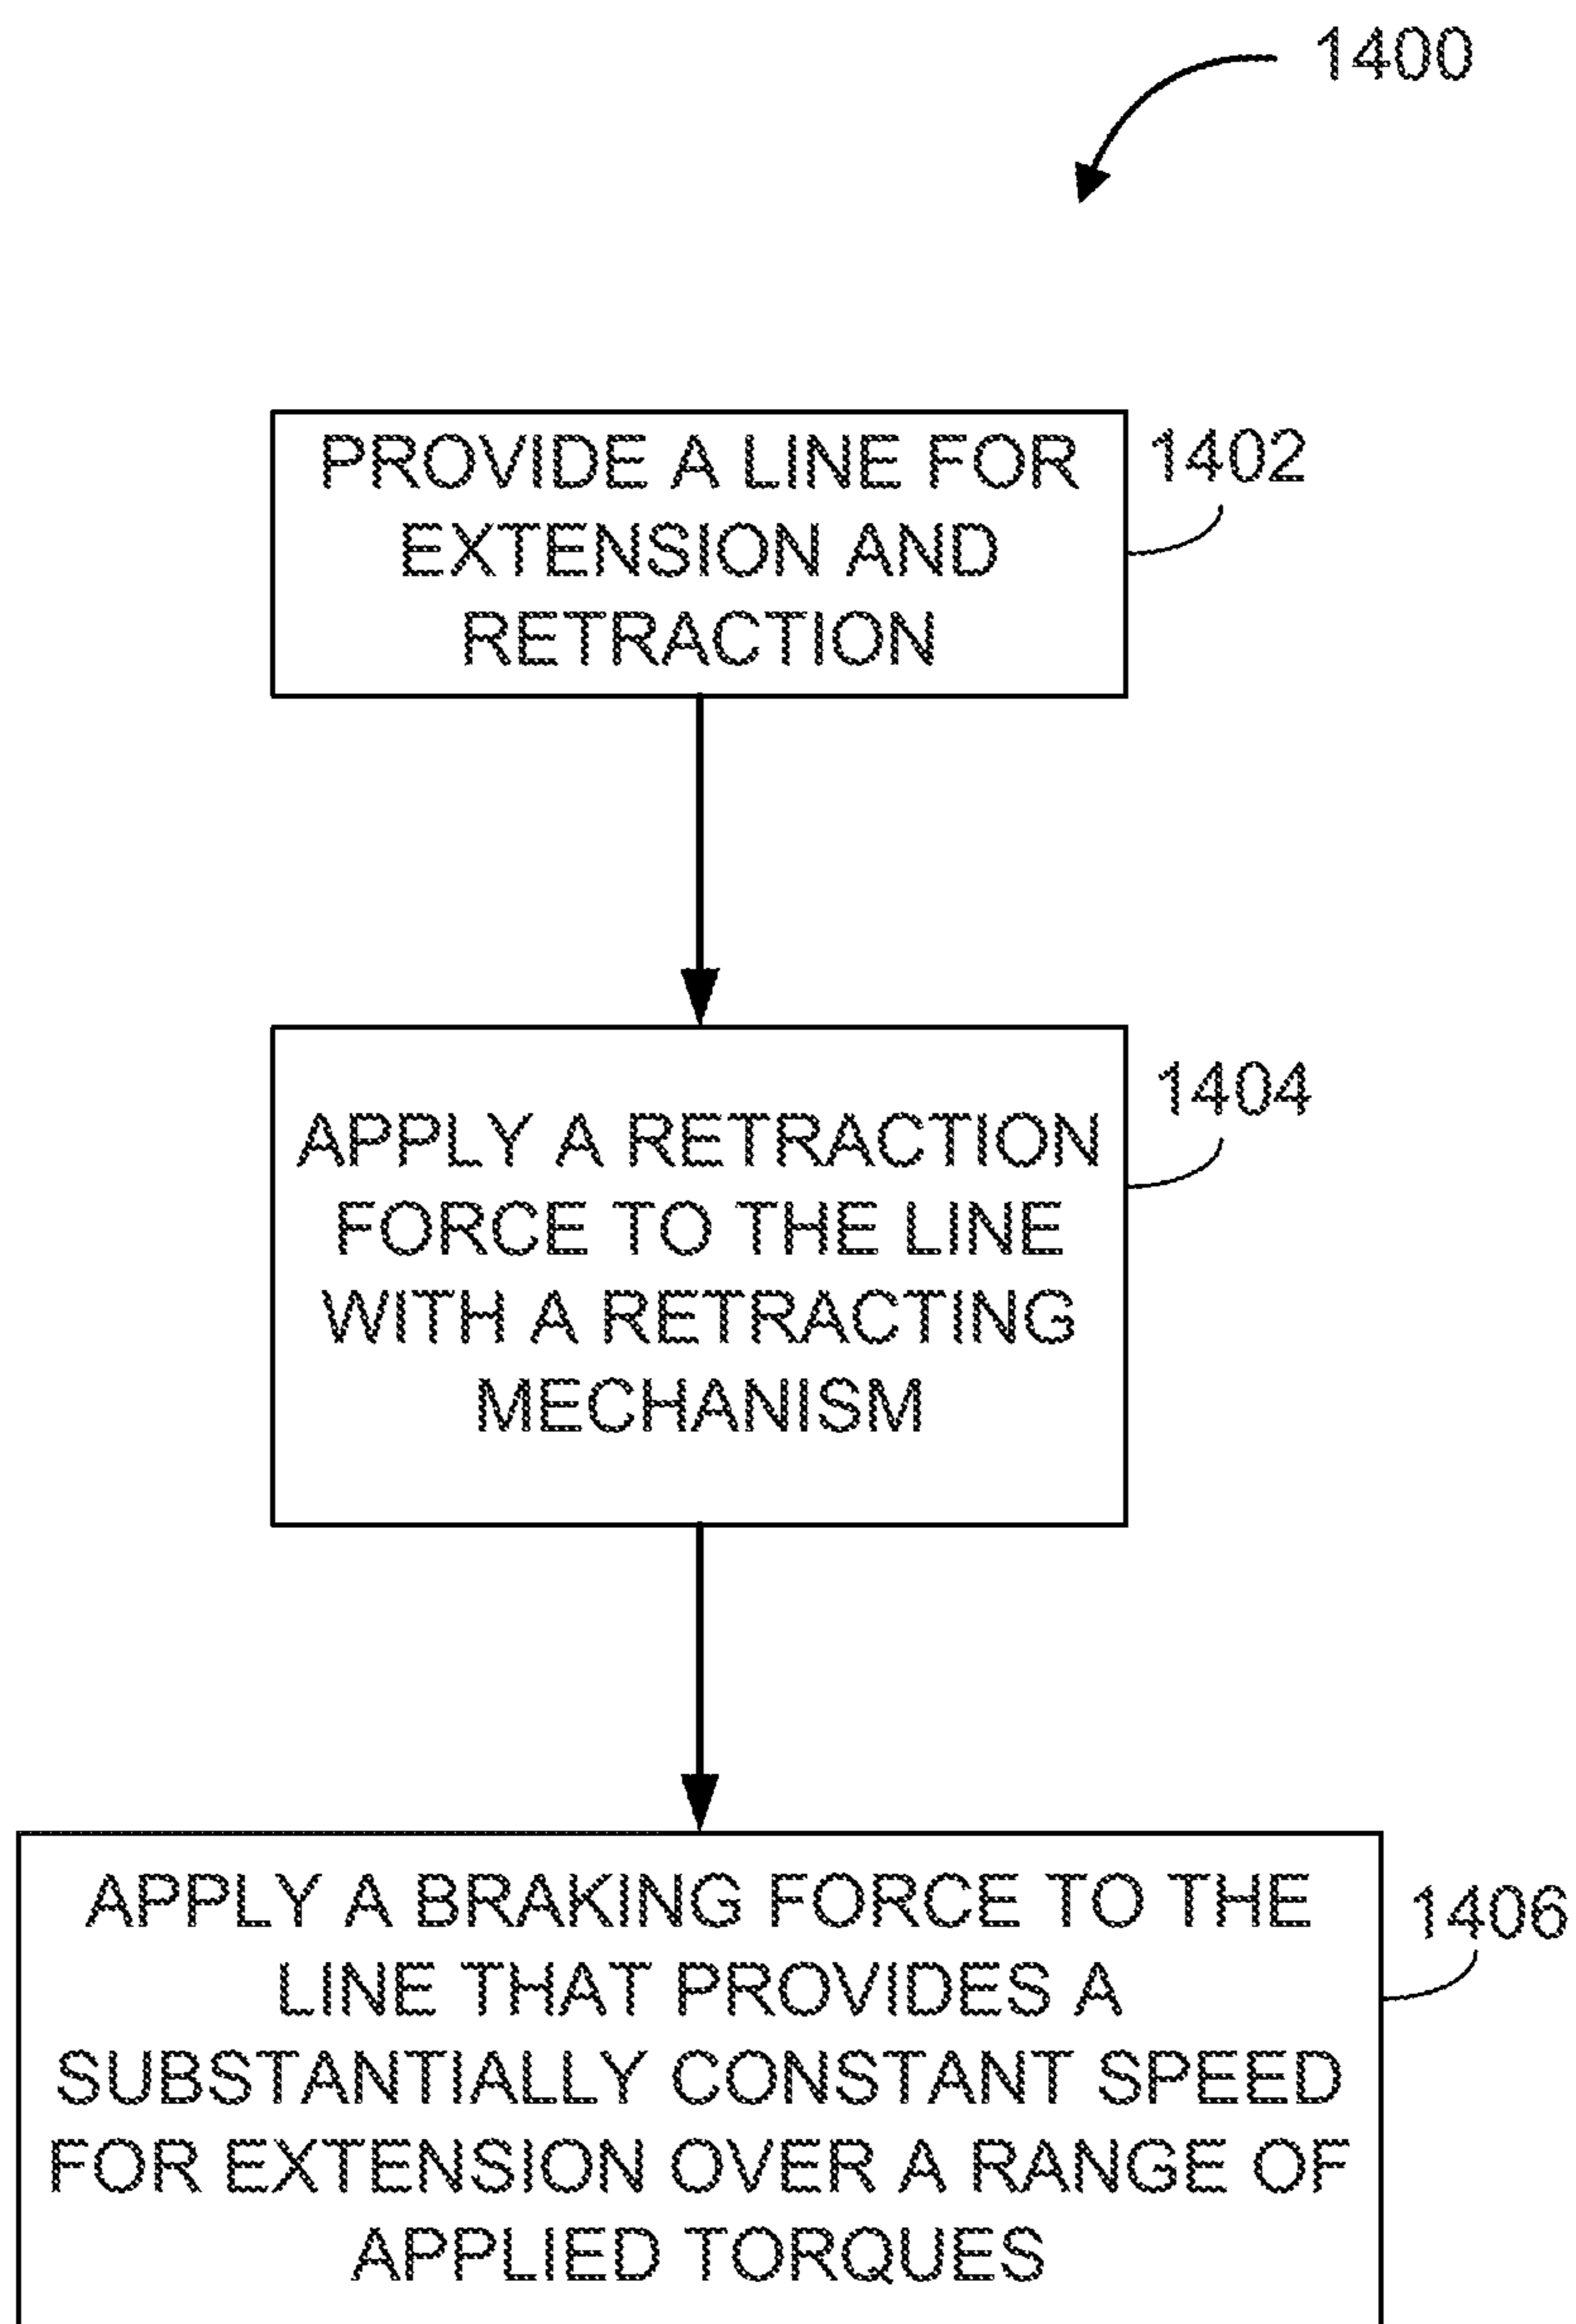 1400
PROVIDE A LINE FOR
EXTENSION AND
RETRACTION
1402
APPLY A RETRACTION
FORCE TO THE LINE
WITH A RETRACTING
MECHANISM
1404
APPLY A BRAKING FORCE TO THE
LINE THAT PROVIDES A
SUBSTANTIALLY CONSTANT SPEED
FOR EXTENSION OVER A RANGE OF
APPLIED TORQUES
1406